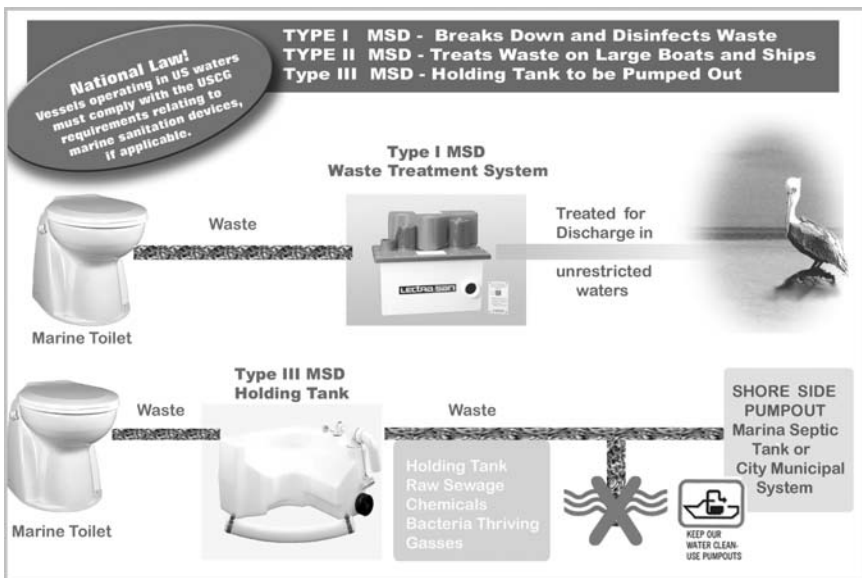 National Law!
Vessels operating in US waters
must comply with the USCG
requirements relating to
marine sanitation devices,
if applicable.
TYPE I MSD - Breaks Down and Disinfects Waste
TYPE II MSD - Treats Waste on Large Boats and Ships
Type III MSD - Holding Tank to be Pumped Out
Type I MSD
Waste Treatment System
Waste
LECTRA SAN
Treated for
Discharge in
unrestricted
waters
Marine Toilet
Type III MSD
Holding Tank
Waste
Waste
Holding Tank
Raw Sewage
Chemicals
Bacteria Thriving
Gasses
SHORE SIDE
PUMPOUT
Marina Septic
Tank or
City Municipal
System
Marine Toilet
KEEP OUR
WATER CLEAN-
USE PUMPOUTS